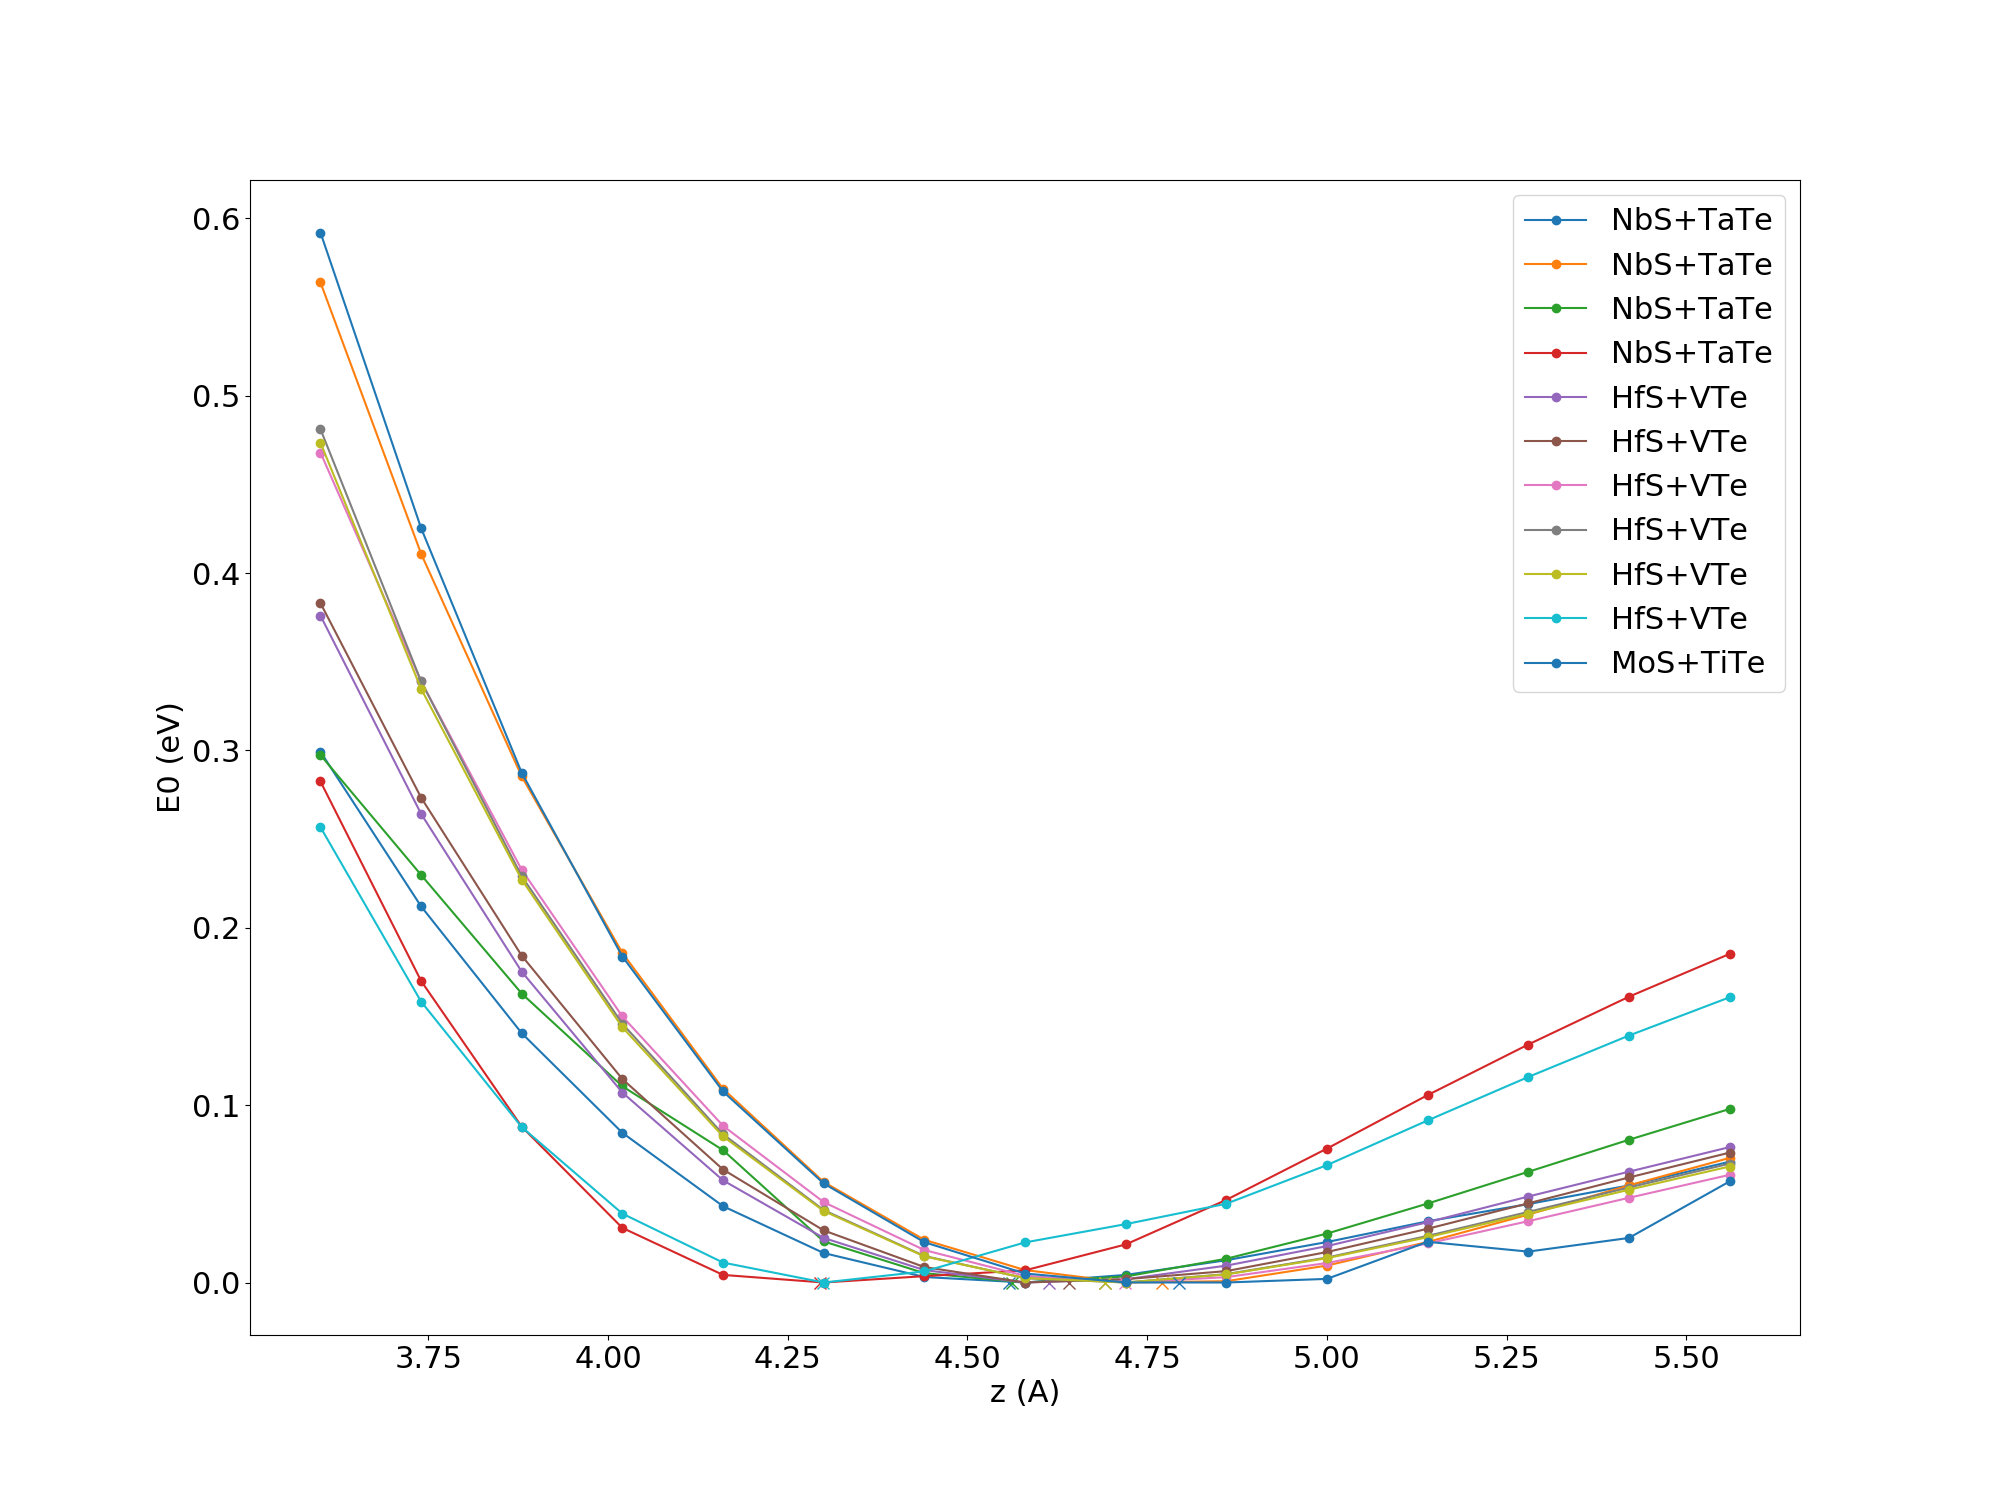 0.6
0.5
0.4
0.3
0.2
0.1
0.0
E0 (eV)
3.75 4.00 4.25 4.50 4.75 5.00 5.25 5.50
z (A)
NbS+TaTe
NbS+TaTe
NbS+TaTe
NbS+TaTe
HfS+VTe
HfS+VTe
HfS+VTe
HfS+VTe
HfS+VTe
HfS+VTe
MoS+TiTe